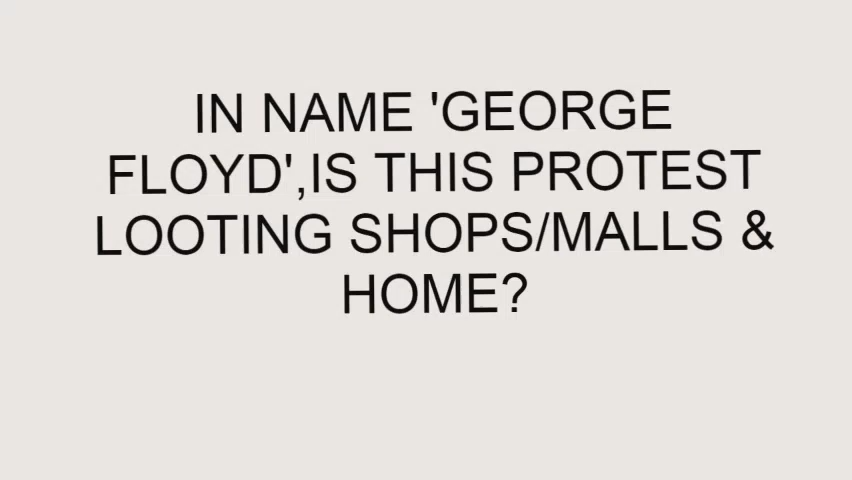 IN NAME 'GEORGE
FLOYD',IS THIS PROTEST
LOOTING SHOPS/MALLS &
HOME?